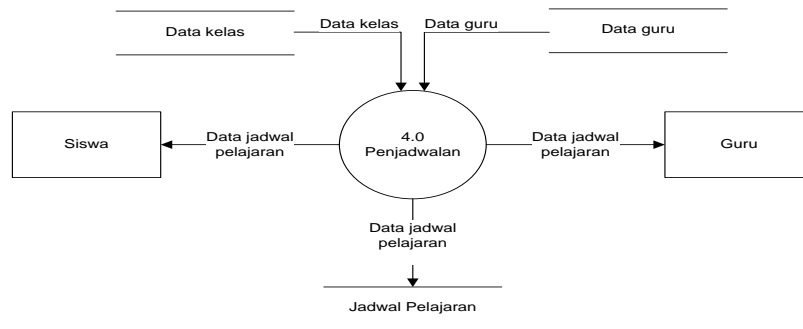 Data kelas
Data kelas
Data guru
Data guru
Siswa
Data jadwal
pelajaran
4.0
Penjadwalan
Data jadwal
pelajaran
Guru
Data jadwal
pelajaran
Jadwal Pelajaran